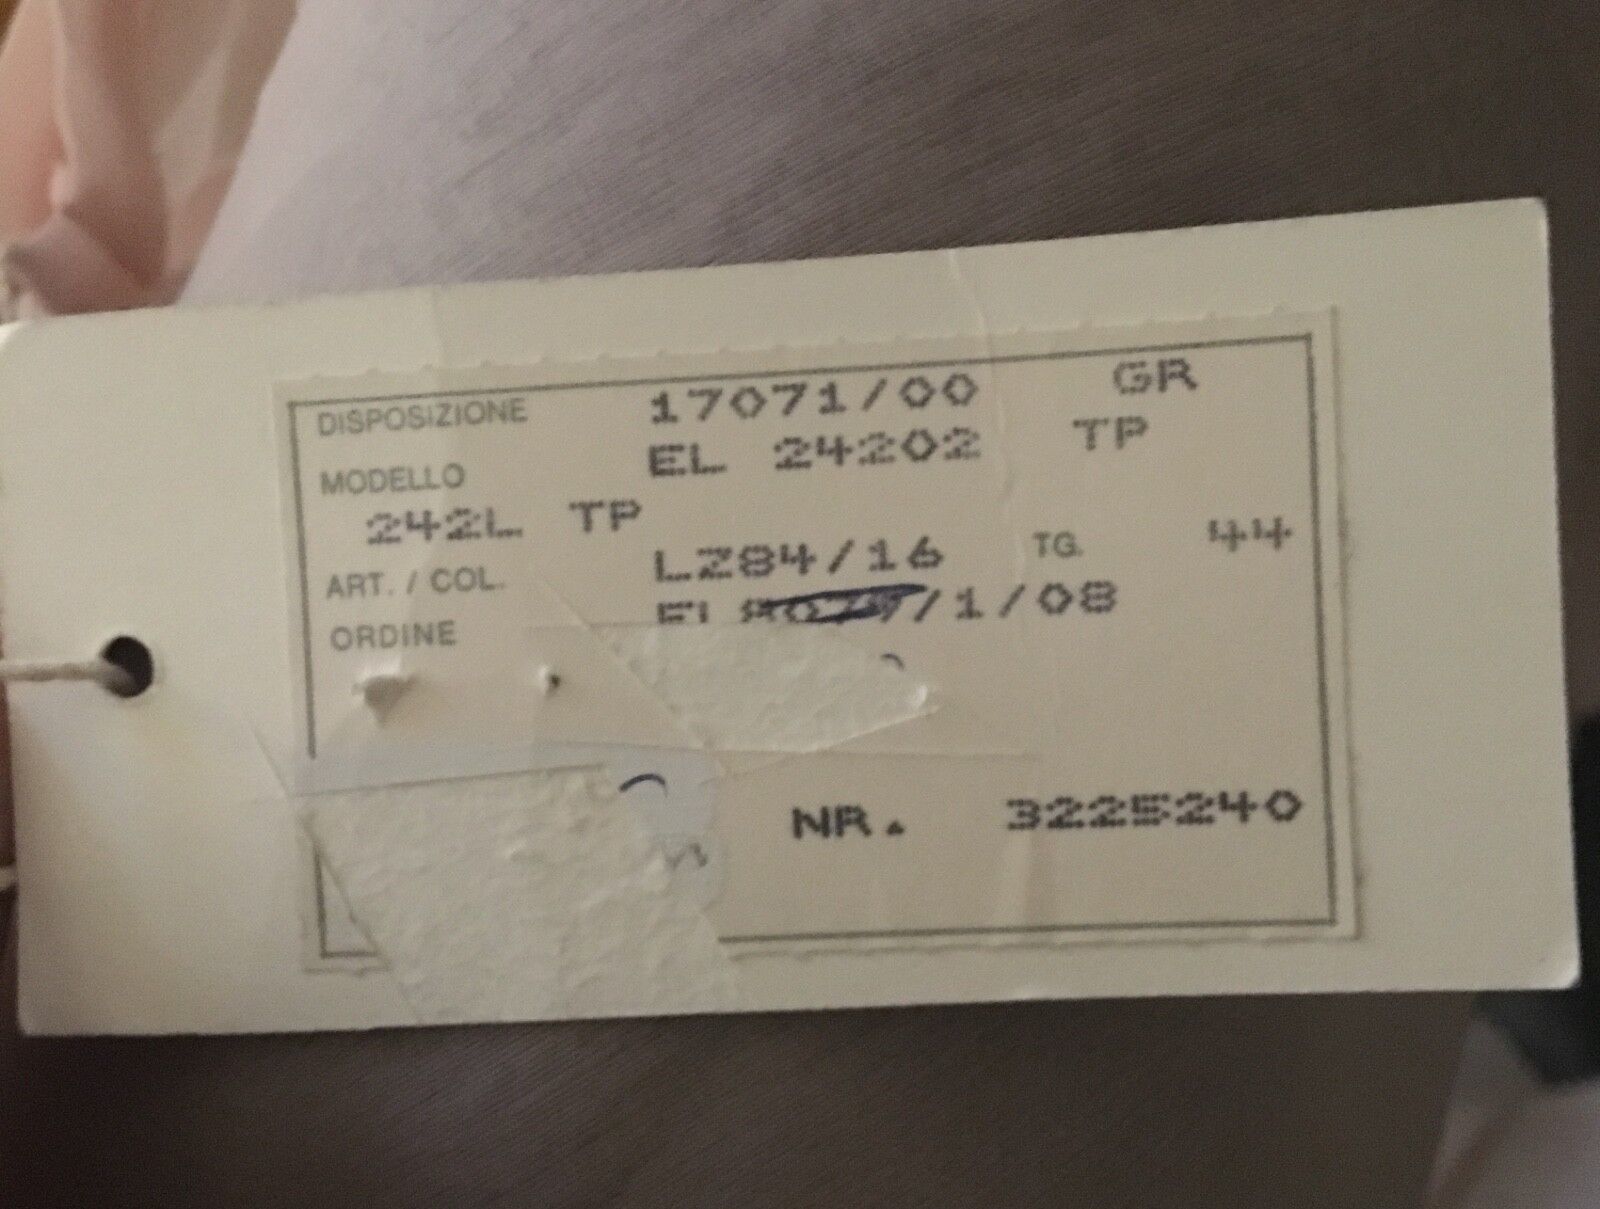 DISPOSIZIONE 17071/00 GR
MODELLO EL 24202 TP
242L TP
ART. / COL. LZ84/16 TG. 44
ORDINE /1/08
NR. 3225240